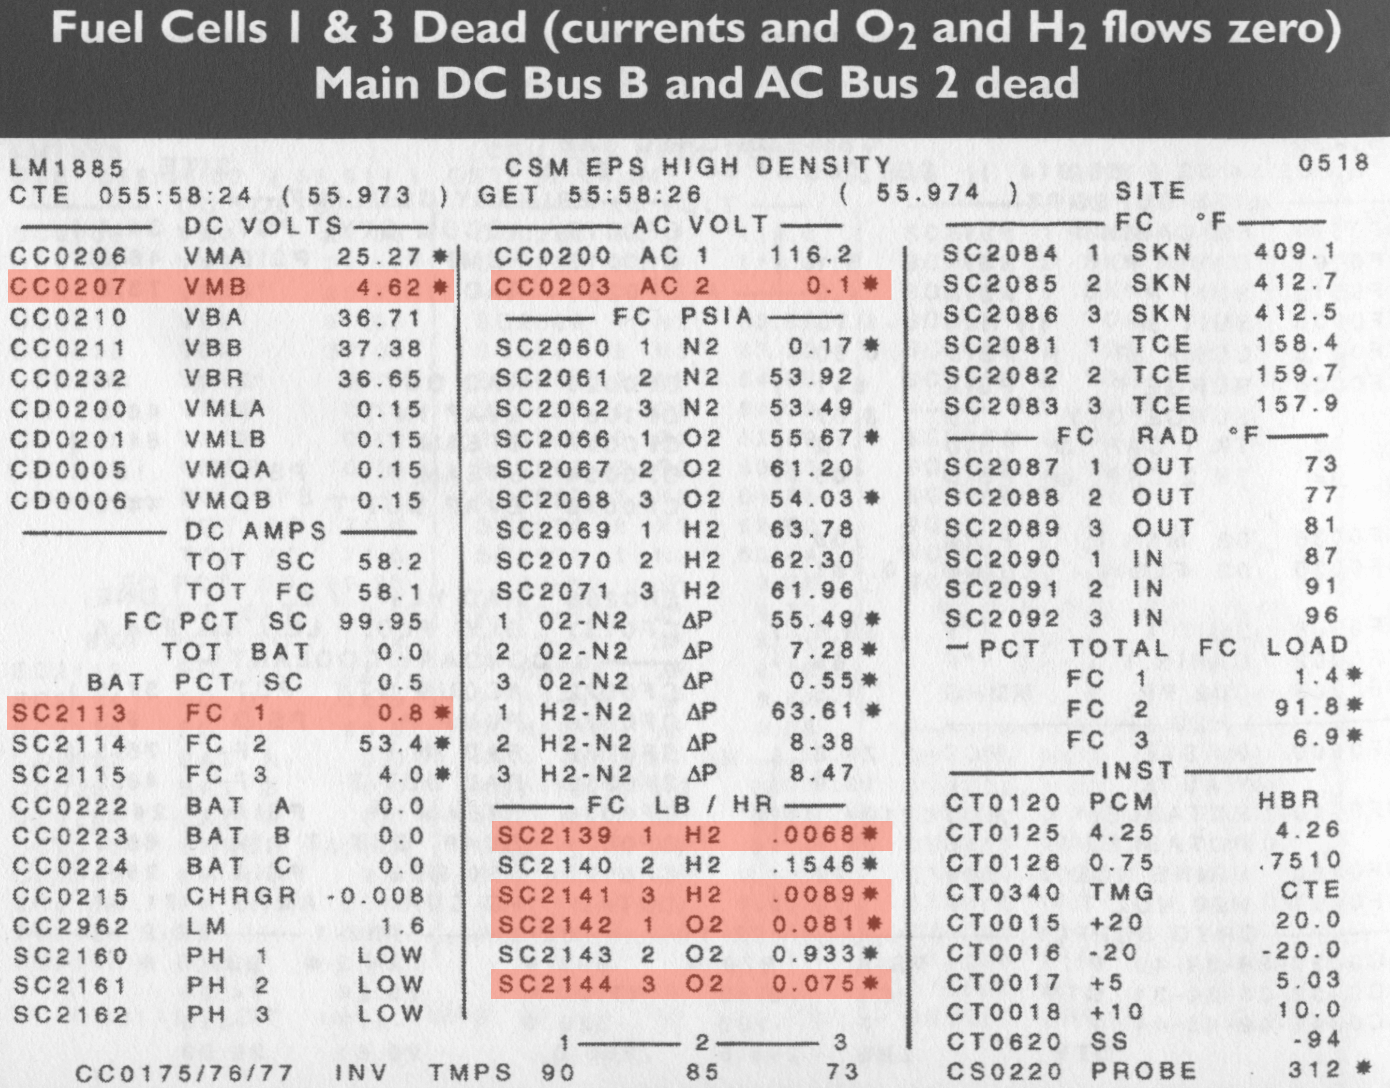 Fuel Cells 1 & 3 Dead (currents and O2 and H2 flows zero)
Main DC Bus B and AC Bus 2 dead
LM1885 CSM EPS HIGH DENSITY 0518
CTE 055:58:24 (55.973 ) GET 55:58:26 ( 55.974 ) SITE
DC VOLTS
CC0206 VMA 25.27*
CC0207 VMB 4.62*
CC0210 VBA 36.71
CC0211 VBB 37.38
CC0232 VBR 36.65
CD0200 VMLA 0.15
CD0201 VMLB 0.15
CD0005 VMQA 0.15
CD0006 VMQB 0.15
DC AMPS
TOT SC 58.2
TOT FC 58.1
FC PCT SC 99.95
TOT BAT 0.0
BAT PCT SC 0.5
SC2113 FC 1 0.8*
SC2114 FC 2 53.4*
SC2115 FC 3 4.0*
CC0222 BAT A 0.0
CC0223 BAT B 0.0
CC0224 BAT C 0.0
CC0215 CHRGR -0.008
CC2962 LM 1.6
SC2160 PH 1 LOW
SC2161 PH 2 LOW
SC2162 PH 3 LOW
AC VOLT
CC0200 AC 1 116.2
CC0203 AC 2 0.1*
FC PSIA
SC2060 1 N2 0.17*
SC2061 2 N2 53.92
SC2062 3 N2 53.49
SC2066 1 O2 55.67*
SC2067 2 O2 61.20
SC2068 3 O2 54.03*
SC2069 1 H2 63.78
SC2070 2 H2 62.30
SC2071 3 H2 61.96
1 02-N2 ΔP 55.49*
2 02-N2 ΔP 7.28*
3 02-N2 ΔP 0.55*
1 H2-N2 ΔP 63.61*
2 H2-N2 ΔP 8.38
3 H2-N2 ΔP 8.47
FC LB / HR
SC2139 1 H2 .0068*
SC2140 2 H2 .1546*
SC2141 3 H2 .0089*
SC2142 1 O2 0.081*
SC2143 2 O2 0.933*
SC2144 3 O2 0.075*
1 2 3
CC0175/76/77 INV TMPS 90 85 73
FC °F
SC2084 1 SKN 409.1
SC2085 2 SKN 412.7
SC2086 3 SKN 412.5
SC2081 1 TCE 158.4
SC2082 2 TCE 159.7
SC2083 3 TCE 157.9
FC RAD °F
SC2087 1 OUT 73
SC2088 2 OUT 77
SC2089 3 OUT 81
SC2090 1 IN 87
SC2091 2 IN 91
SC2092 3 IN 96
PCT TOTAL FC LOAD
FC 1 1.4*
FC 2 91.8*
FC 3 6.9*
INST
CT0120 PCM HBR
CT0125 4.25 4.26
CT0126 0.75 .7510
CT0340 TMG CTE
CT0015 +20 20.0
CT0016 -20 -20.0
CT0017 +5 5.03
CT0018 +10 10.0
CT0620 SS -94
CS0220 PROBE 312 *